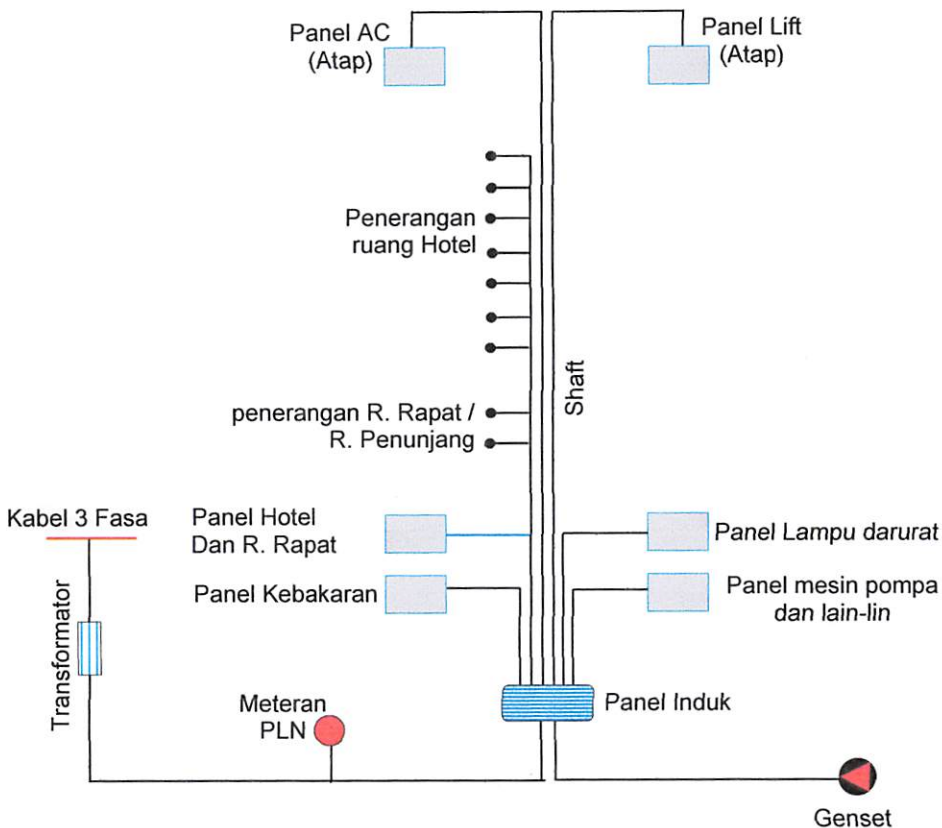 Panel AC
(Atap)
Panel Lift
(Atap)
Penerangan
ruang Hotel
Shaft
penerangan R. Rapat /
R. Penunjang
Kabel 3 Fasa
Panel Hotel
Dan R. Rapat
Panel Lampu darurat
Panel Kebakaran
Panel mesin pompa
dan lain-lin
Transformator
Meteran
PLN
Panel Induk
Genset